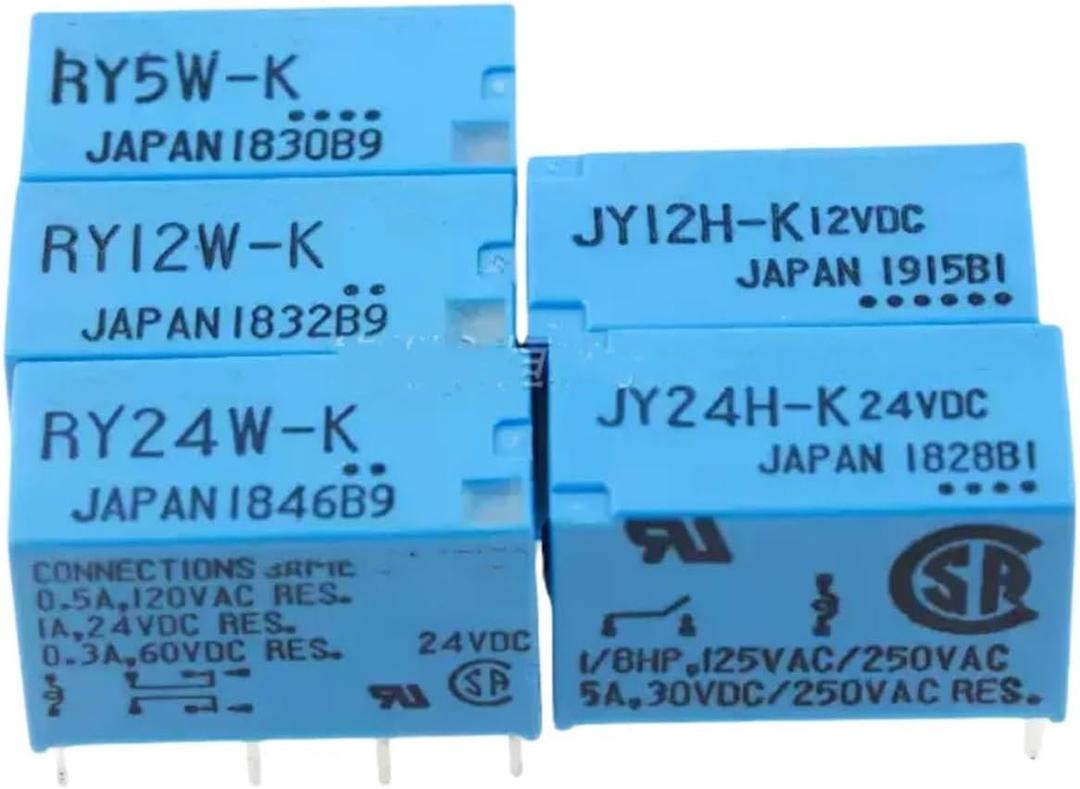 RY5W-K
JAPAN 1830B9
RY12W-K
JAPAN 1832B9
RY24W-K
JAPAN 1846B9
CONNECTIONS
0.5A,120VAC RES.
1A,24VDC RES.
0.3A,60VDC RES.
24VDC
JY12H-K 12VDC
JAPAN 1915B1
JY24H-K 24VDC
JAPAN 1828B1
1/8HP,125VAC/250VAC
5A,30VDC/250VAC RES.